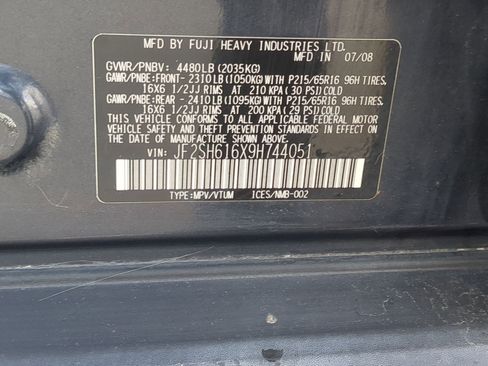 MFD BY FUJI HEAVY INDUSTRIES LTD.
MFD. IN 07/08
GVWR/PNBV: 4480LB (2035KG)
GAWR/PNBE:FRONT- 2310LB(1050KG)WITH P215/65R16 96H TIRES.
16X6 1/2JJ RIMS AT 210 KPA ( 30 PSI)COLD
GAWR/PNBE:REAR - 2410LB(1095KG)WITH P215/65R16 96H TIRES.
16X6 1/2JJ RIMS AT 200 KPA ( 29 PSI)COLD
THIS VEHICLE CONFORMS TO ALL APPLICABLE FEDERAL MOTOR
VEHICLE SAFETY STANDARDS IN EFFECT ON THE DATE OF
MANUFACTURE SHOWN ABOVE.
VIN: JF2SH616X9H744051
TYPE:MPV/VTUM ICES/NMB-002